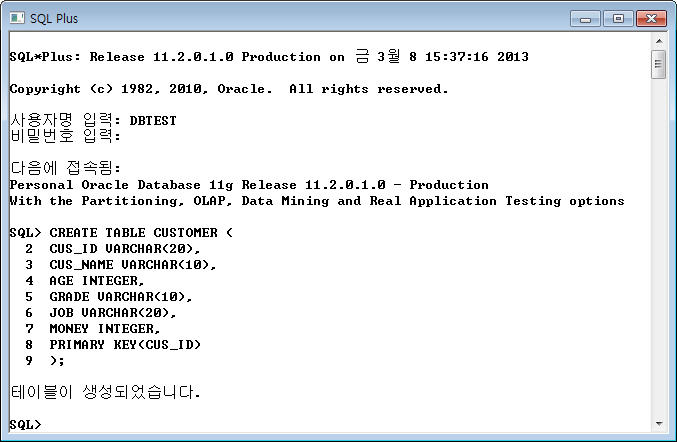 SQL Plus
SQL*Plus: Release 11.2.0.1.0 Production on 금 3월 8 15:37:16 2013
Copyright (c) 1982, 2010, Oracle.  All rights reserved.
사용자명 입력: DBTEST
비밀번호 입력:
다음에 접속됨:
Personal Oracle Database 11g Release 11.2.0.1.0 - Production
With the Partitioning, OLAP, Data Mining and Real Application Testing options
SQL> CREATE TABLE CUSTOMER (
  2  CUS_ID VARCHAR(20),
  3  CUS_NAME VARCHAR(10),
  4  AGE INTEGER,
  5  GRADE VARCHAR(10),
  6  JOB VARCHAR(20),
  7  MONEY INTEGER,
  8  PRIMARY KEY(CUS_ID)
  9  );
테이블이 생성되었습니다.
SQL>